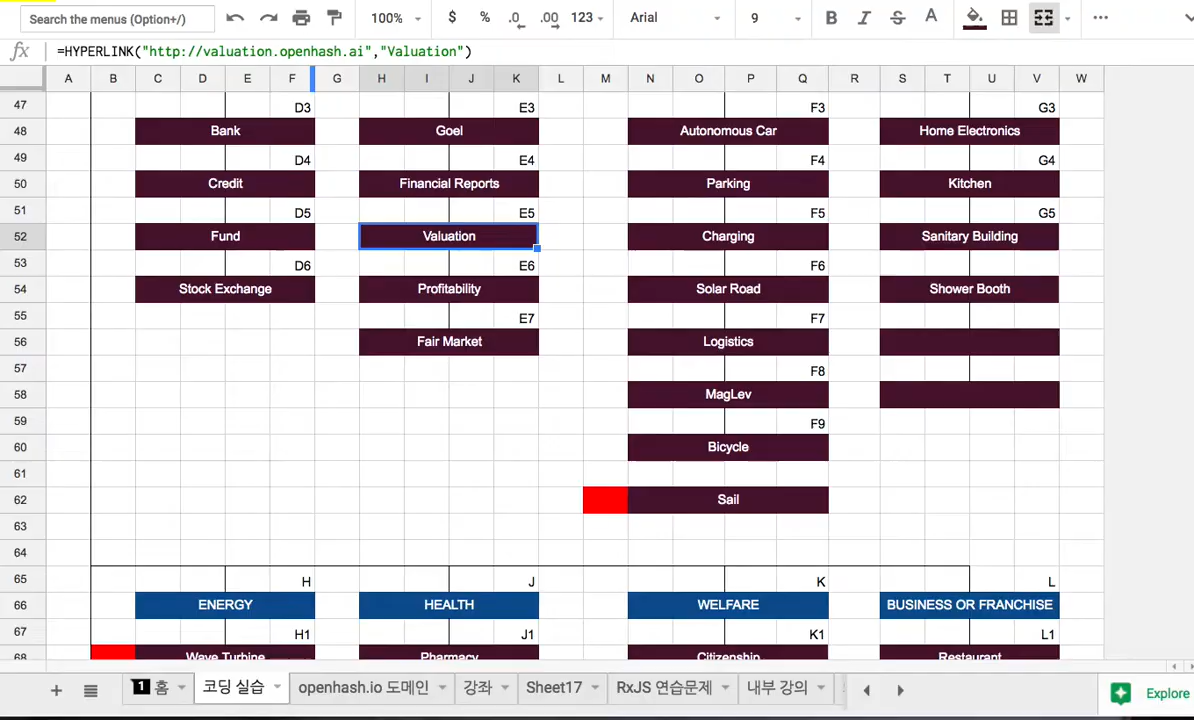 Search the menus (Option+/)
100%
$
%
.0
.00
123
Arial
9
B
I
S
A
fx
=HYPERLINK("http://valuation.openhash.ai","Valuation")
A B C D E F G H I J K L M N O P Q R S T U V W
47 D3 E3 F3 G3
48 Bank Goel Autonomous Car Home Electronics
49 D4 E4 F4 G4
50 Credit Financial Reports Parking Kitchen
51 D5 E5 F5 G5
52 Fund Valuation Charging Sanitary Building
53 D6 E6 F6
54 Stock Exchange Profitability Solar Road Shower Booth
55 E7 F7
56 Fair Market Logistics
57 F8
58 MagLev
59 F9
60 Bicycle
61
62 Sail
63
64
65 H J K L
66 ENERGY HEALTH WELFARE BUSINESS OR FRANCHISE
67 H1 J1 K1 L1
68 Wave Turbine Pharmacy Citizenship Restaurant
1 홈 코딩 실습 openhash.io 도메인 강좌 Sheet17 RxJS 연습문제 내부 강의
Explore